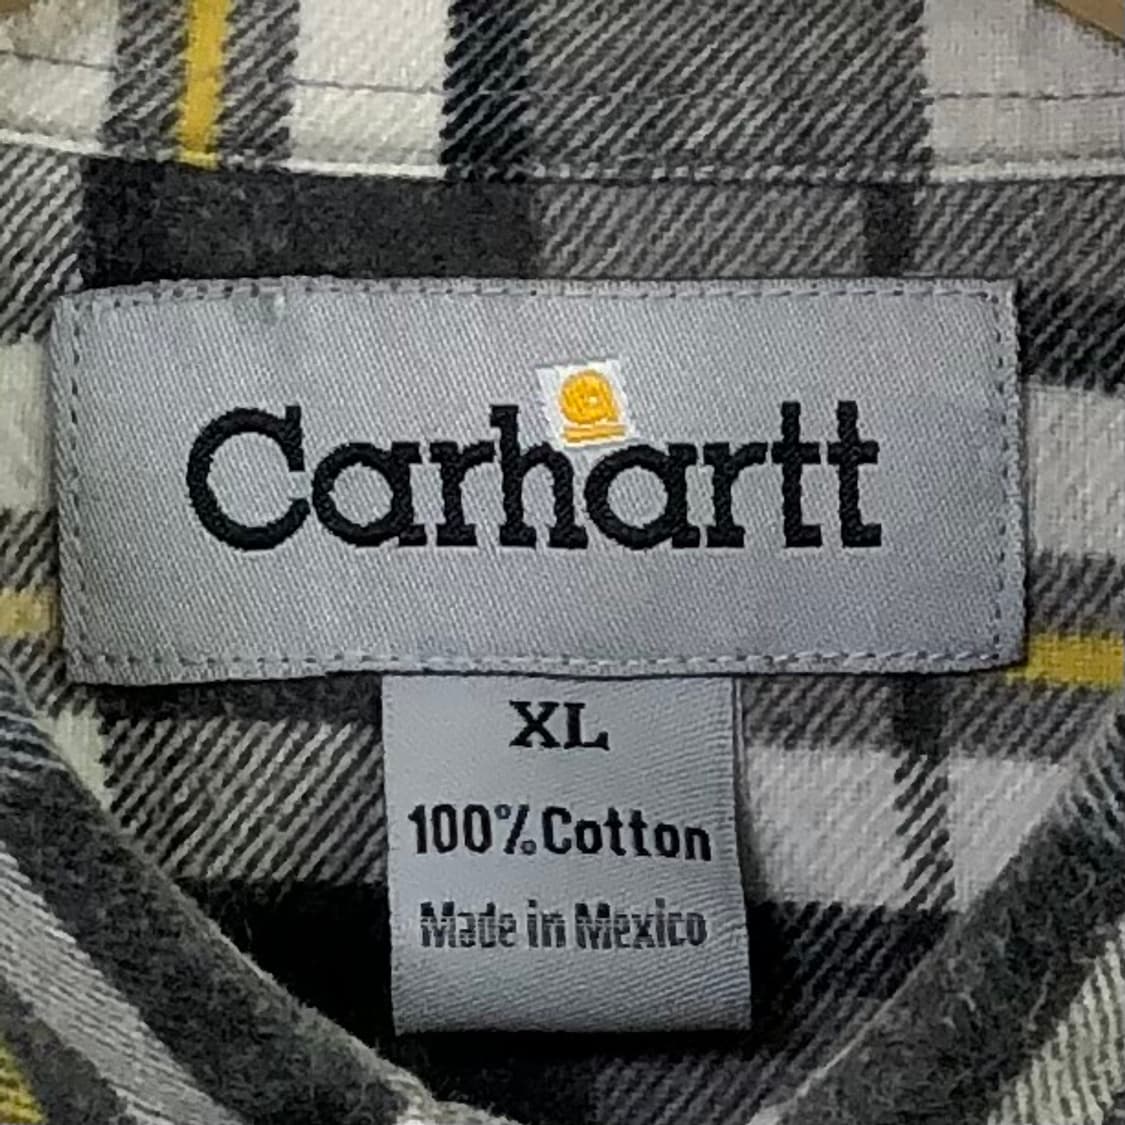 Carhartt
XL
100% Cotton
Made in Mexico